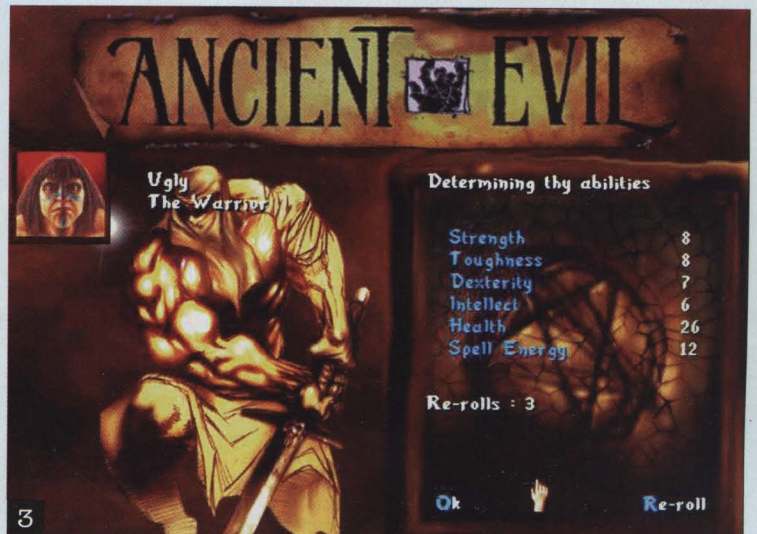 ANCIENT EVIL
Ugly
The Warrior
Determining thy abilities
Strength 8
Toughness 8
Dexterity 7
Intellect 6
Health 26
Spell Energy 12
Re-rolls : 3
Ok
Re-roll
3